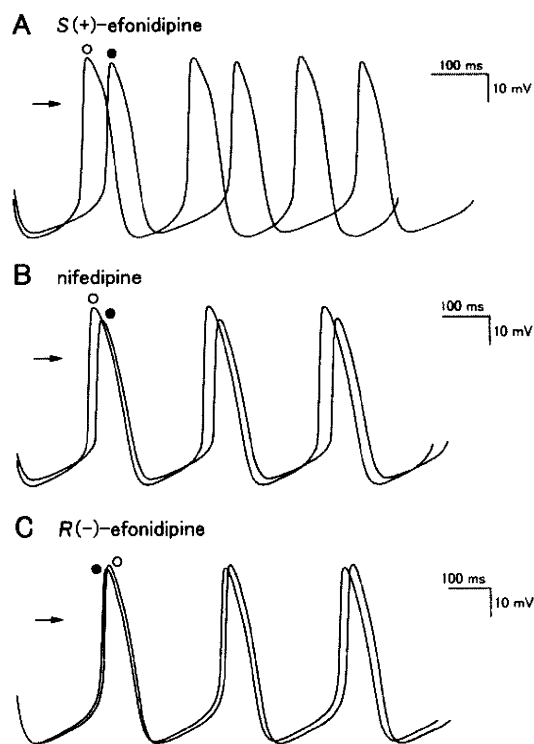 A S(+)-efonidipine
100 ms
10 mV
B nifedipine
100 ms
10 mV
C R(-)-efonidipine
100 ms
10 mV